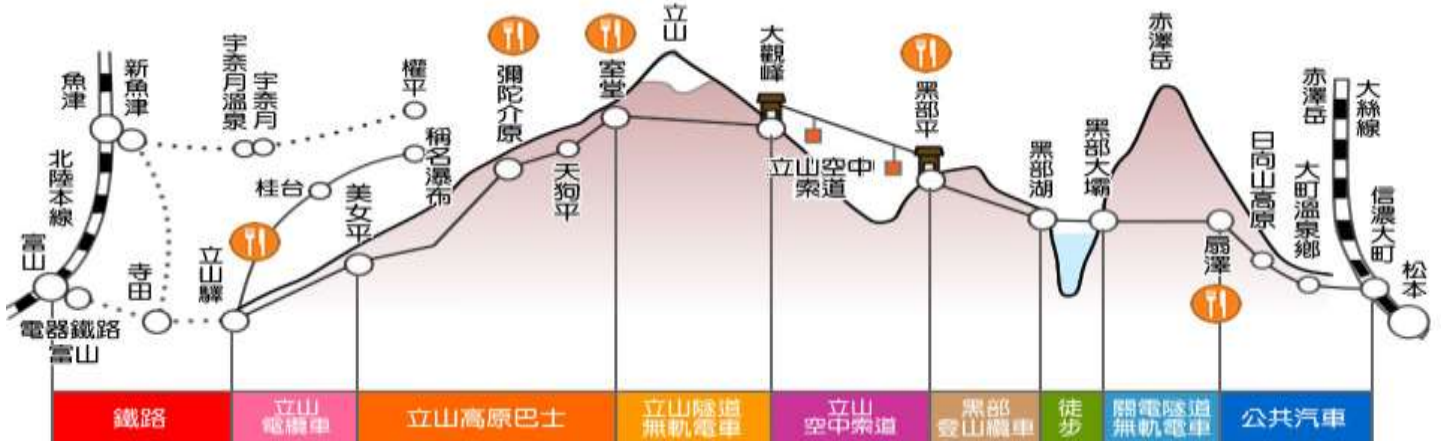 魚津
新魚津
宇奈月溫泉
宇奈月
欅平
北陸本線
富山
電器鐵路
富山
寺田
立山驛
桂台
稱名瀑布
美女平
彌陀介原
天狗平
室堂
立山
大觀峰
立山空中
索道
黑部平
黑部湖
黑部大壩
赤澤岳
扇澤
日向山高原
大町溫泉鄉
赤澤岳
大絲線
信濃大町
松本
鐵路
立山
電纜車
立山高原巴士
立山隧道
無軌電車
立山
空中索道
黑部
登山纜車
徒步
關電隧道
無軌電車
公共汽車